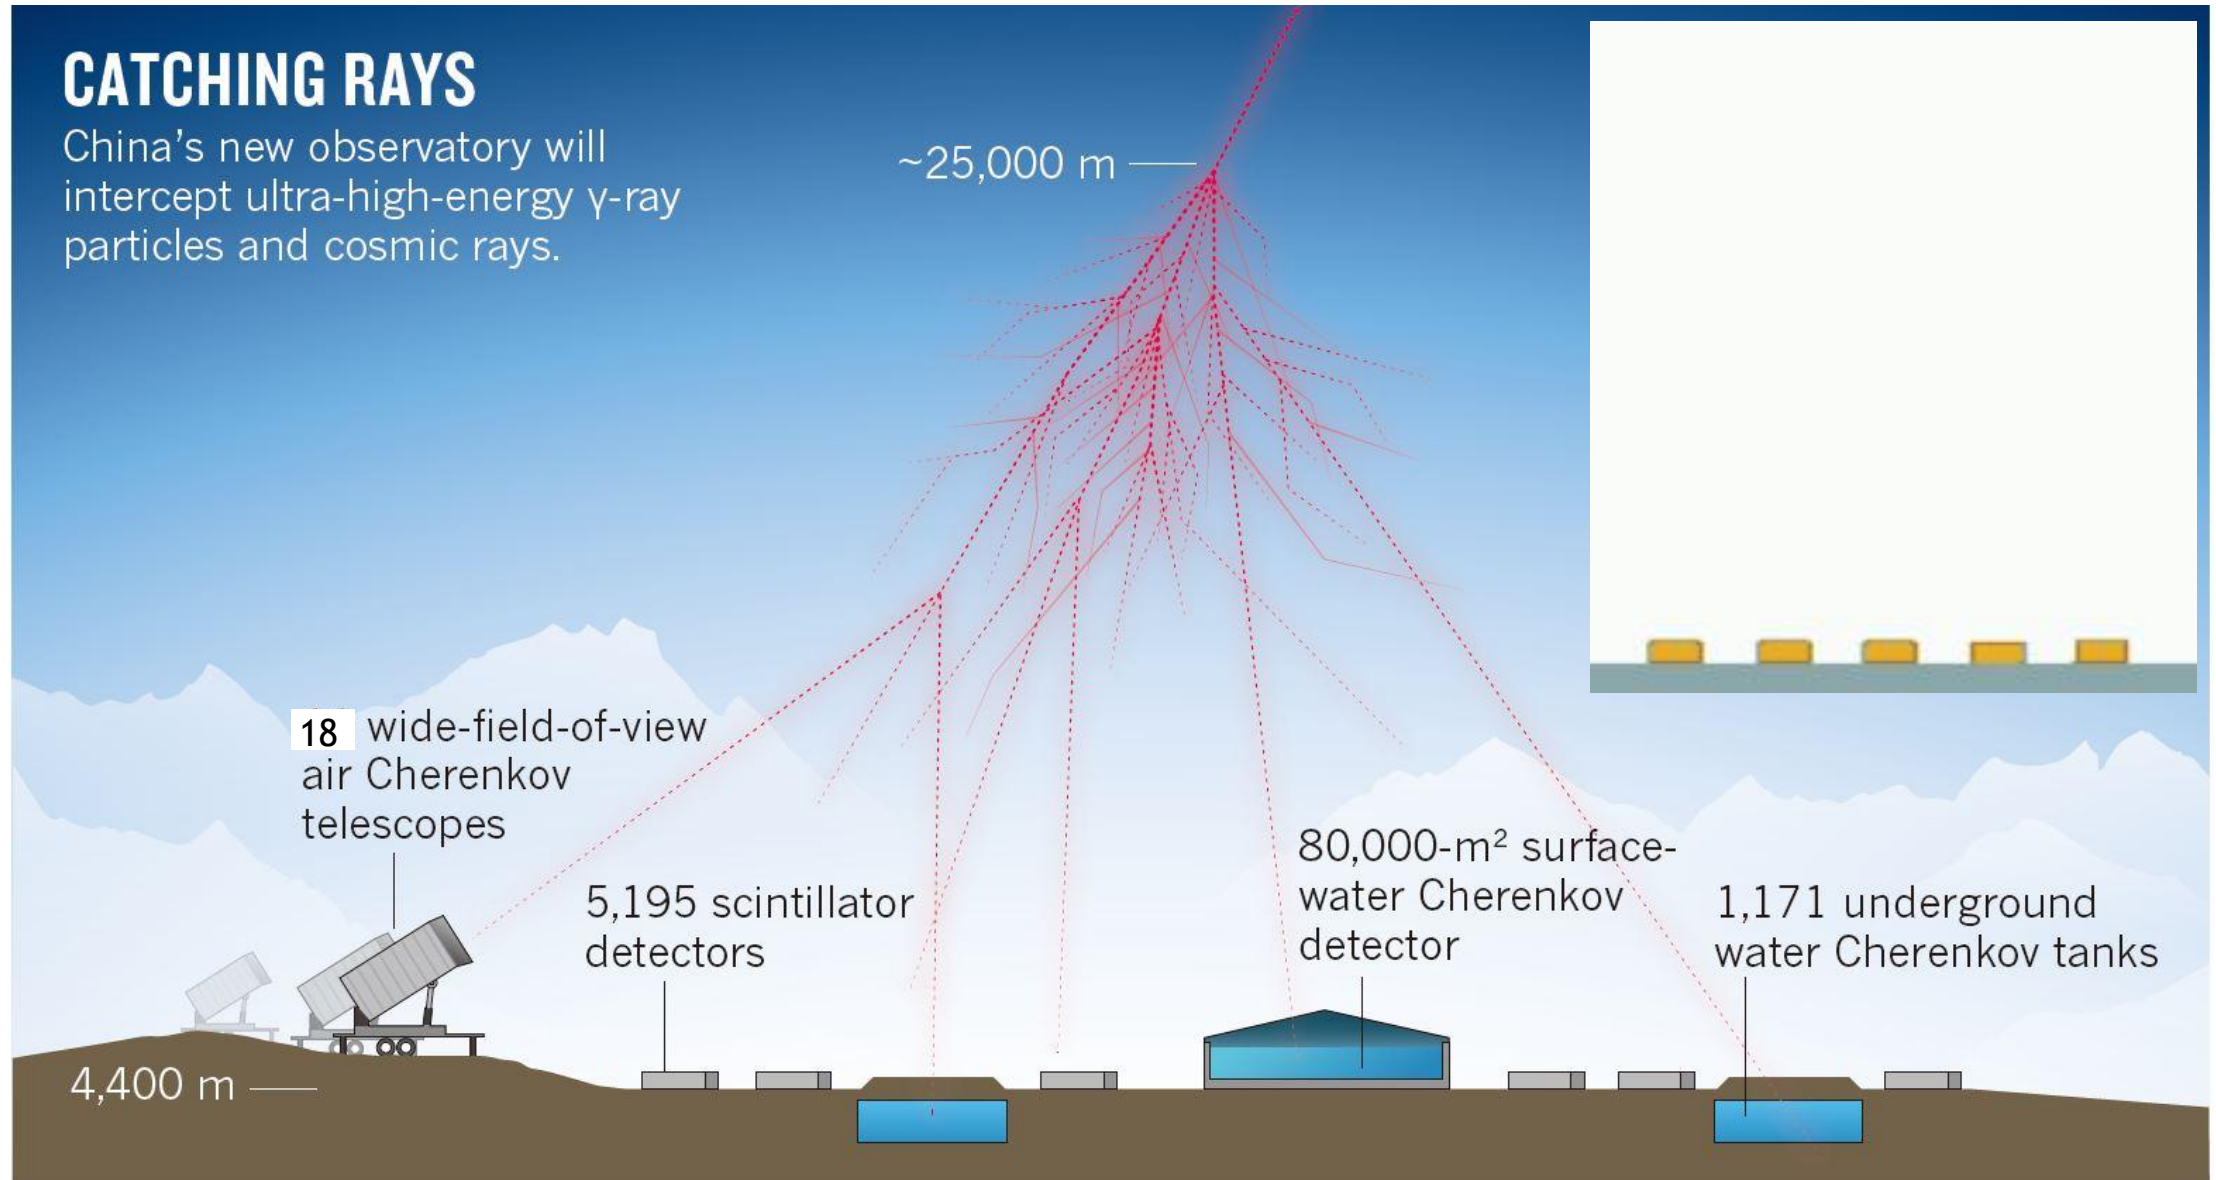 CATCHING RAYS
China's new observatory will
intercept ultra-high-energy γ-ray
particles and cosmic rays.
~25,000 m
18 wide-field-of-view
air Cherenkov
telescopes
5,195 scintillator
detectors
80,000-m² surface-
water Cherenkov
detector
1,171 underground
water Cherenkov tanks
4,400 m